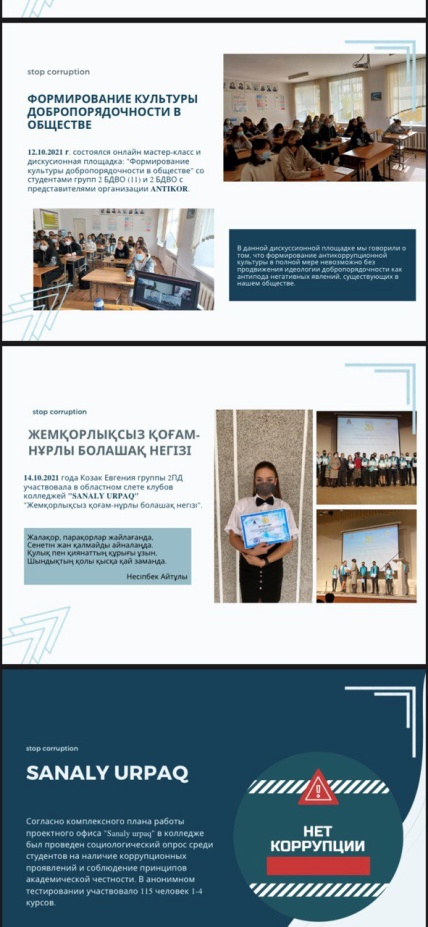 stop corruption
ФОРМИРОВАНИЕ КУЛЬТУРЫ
ДОБРОПОРЯДОЧНОСТИ В
ОБЩЕСТВЕ
12.10.2021 г. состоялся онлайн мастер-класс и
дискусионная площадка: "Формирование
культуры добропорядочности в обществе" со
студентами групп 2 БДВО (11) и 2 БДВО с
представителями организации ANTIKOR.
В данной дискуссионной площадке мы говорили о
том, что формирование антикоррупционной
культуры в полной мере невозможно без
продвижения идеологии добропорядочности как
антипода негативных явлений, существующих в
нашем обществе.
stop corruption
ЖЕМҚОРЛЫҚСЫЗ ҚОҒАМ-
НҰРЛЫ БОЛАШАҚ НЕГІЗІ
14.10.2021 года Козак Евгения группы 2ПД
участвовала в областном слете клубов
колледжей "SANALY URPAQ"
"Жемқорлықсыз қоғам-нұрлы болашақ негізі".
Жалақор, парақорлар жайлағанда,
Сенетін жан қалмайды айналаңда.
Құлық пен қиянаттың құрығы ұзын,
Шындықтың қолы қысқа қай заманда.
Несіпбек Айтұлы
stop corruption
SANALY URPAQ
Согласно комплексного плана работы
проектного офиса "Sanaly urpaq" в колледже
был проведен социологический опрос среди
студентов на наличие коррупционных
проявлений и соблюдение принципов
академической честности. В анонимном
тестировании участвовало 115 человек 1-4
курсов.
НЕТ
КОРРУПЦИИ